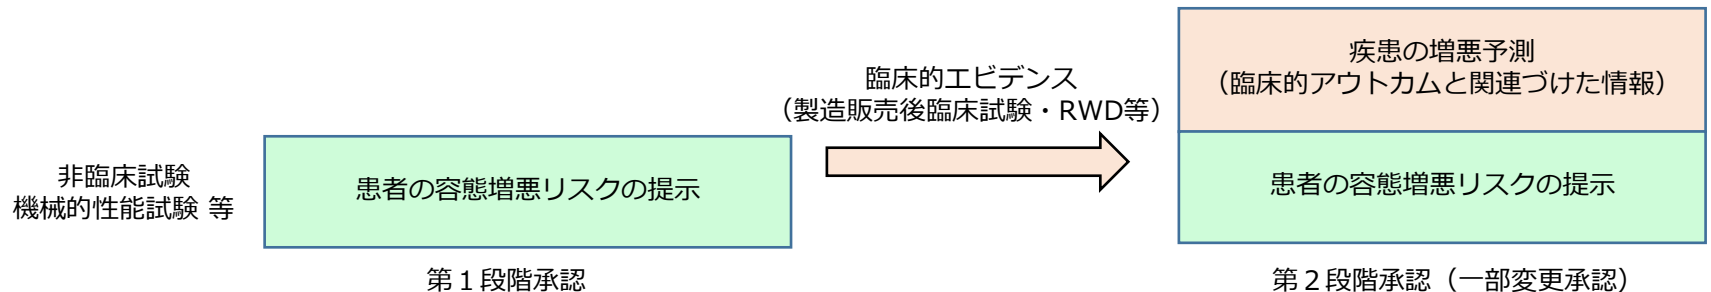 非臨床試験
機械的性能試験 等
患者の容態増悪リスクの提示
第１段階承認
臨床的エビデンス
（製造販売後臨床試験・RWD等）
疾患の増悪予測
（臨床的アウトカムと関連づけた情報）
患者の容態増悪リスクの提示
第２段階承認（一部変更承認）